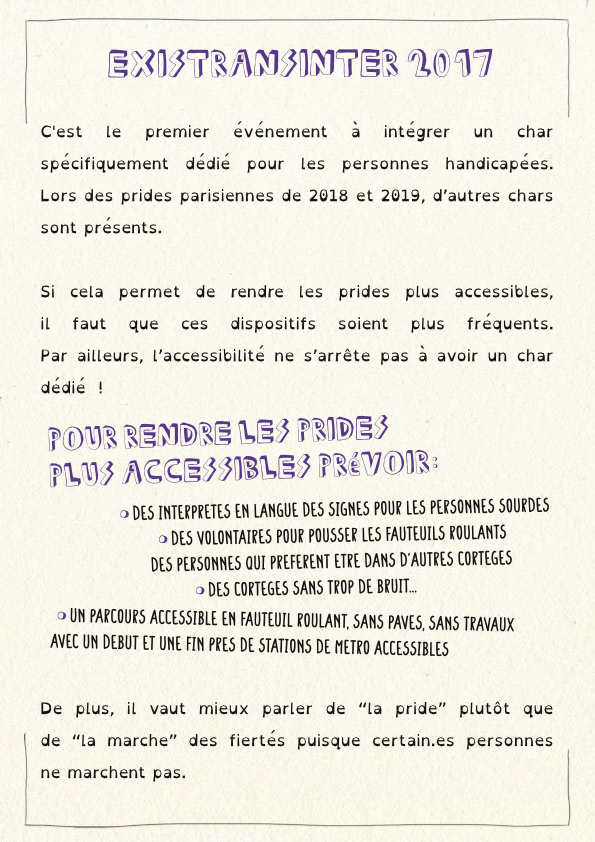 EXISTRANSINTER 2017
C'est le premier événement à intégrer un char
spécifiquement dédié pour les personnes handicapées.
Lors des prides parisiennes de 2018 et 2019, d’autres chars
sont présents.
Si cela permet de rendre les prides plus accessibles,
il faut que ces dispositifs soient plus fréquents.
Par ailleurs, l’accessibilité ne s’arrête pas à avoir un char
dédié !
POUR RENDRE LES PRIDES
PLUS ACCESSIBLES PRéVOIR:
DES INTERPRETES EN LANGUE DES SIGNES POUR LES PERSONNES SOURDES
DES VOLONTAIRES POUR POUSSER LES FAUTEUILS ROULANTS
DES PERSONNES QUI PREFERENT ETRE DANS D'AUTRES CORTEGES
DES CORTEGES SANS TROP DE BRUIT...
UN PARCOURS ACCESSIBLE EN FAUTEUIL ROULANT, SANS PAVES, SANS TRAVAUX
AVEC UN DEBUT ET UNE FIN PRES DE STATIONS DE METRO ACCESSIBLES
De plus, il vaut mieux parler de “la pride” plutôt que
de “la marche” des fiertés puisque certain.es personnes
ne marchent pas.